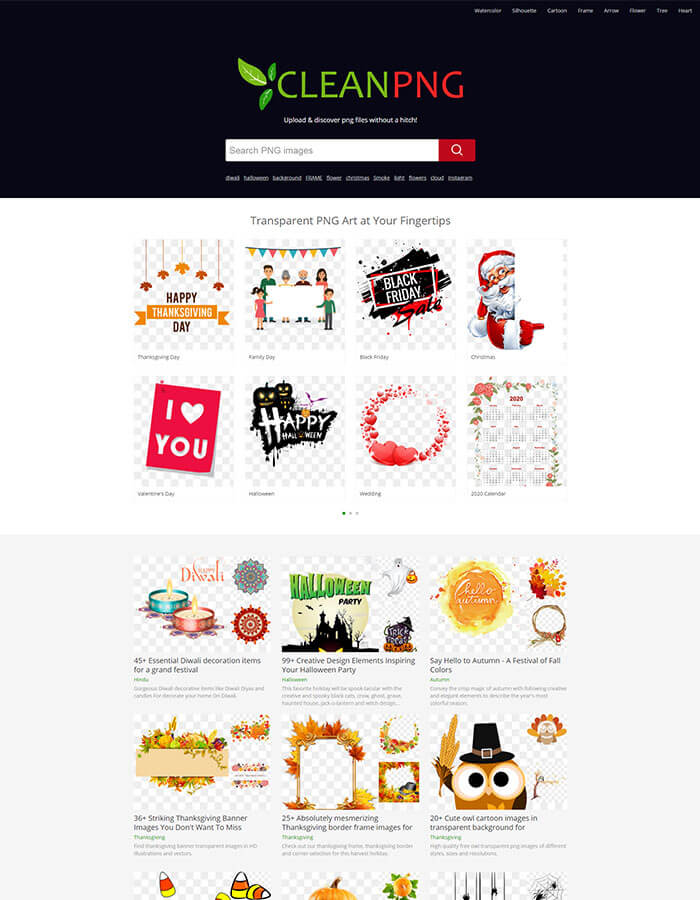 Watercolor Silhouette Cartoon Frame Arrow Flower Tree Heart
CLEANPNG
Upload & discover png files without a hitch!
Search PNG images
diwali halloween background FRAME flower christmas Smoke light flowers cloud Instagram
Transparent PNG Art at Your Fingertips
HAPPY
THANKSGIVING
DAY
Thanksgiving Day
Family Day
BLACK
FRIDAY
Sale
Black Friday
Christmas
I
YOU
Valentine's Day
HAPPY
HALLOWEEN
Halloween
Wedding
2020
2020 Calendar
HAPPY
Diwali
45+ Essential Diwali decoration items
for a grand festival
Hindu
Gorgeous Diwali decorative items like Diwali Diyas and
candles For decorate your home On Diwali.
HALLOWEEN
PARTY
TRICK
TREAT
99+ Creative Design Elements Inspiring
Your Halloween Party
Halloween
This favorite holiday will be spook-tacular with the
creative and spooky black cats, crow, ghost, grave,
haunted house, jack-o-lantern and witch design...
hello
autumn
Say Hello to Autumn - A Festival of Fall
Colors
Autumn
Convey the crisp magic of autumn with following creative
and elegant elements to describe the year's most
colorful season.
36+ Striking Thanksgiving Banner
Images You Don't Want To Miss
Thanksgiving
Find thanksgiving banner transparent images in HD
illustrations and vectors.
25+ Absolutely mesmerizing
Thanksgiving border frame images for
Thanksgiving
Check out our thanksgiving frame, thanksgiving border
and corner selection for this harvest holiday.
20+ Cute owl cartoon images in
transparent background for
Thanksgiving
High quality free owl transparent png images of different
styles, sizes and resolutions.